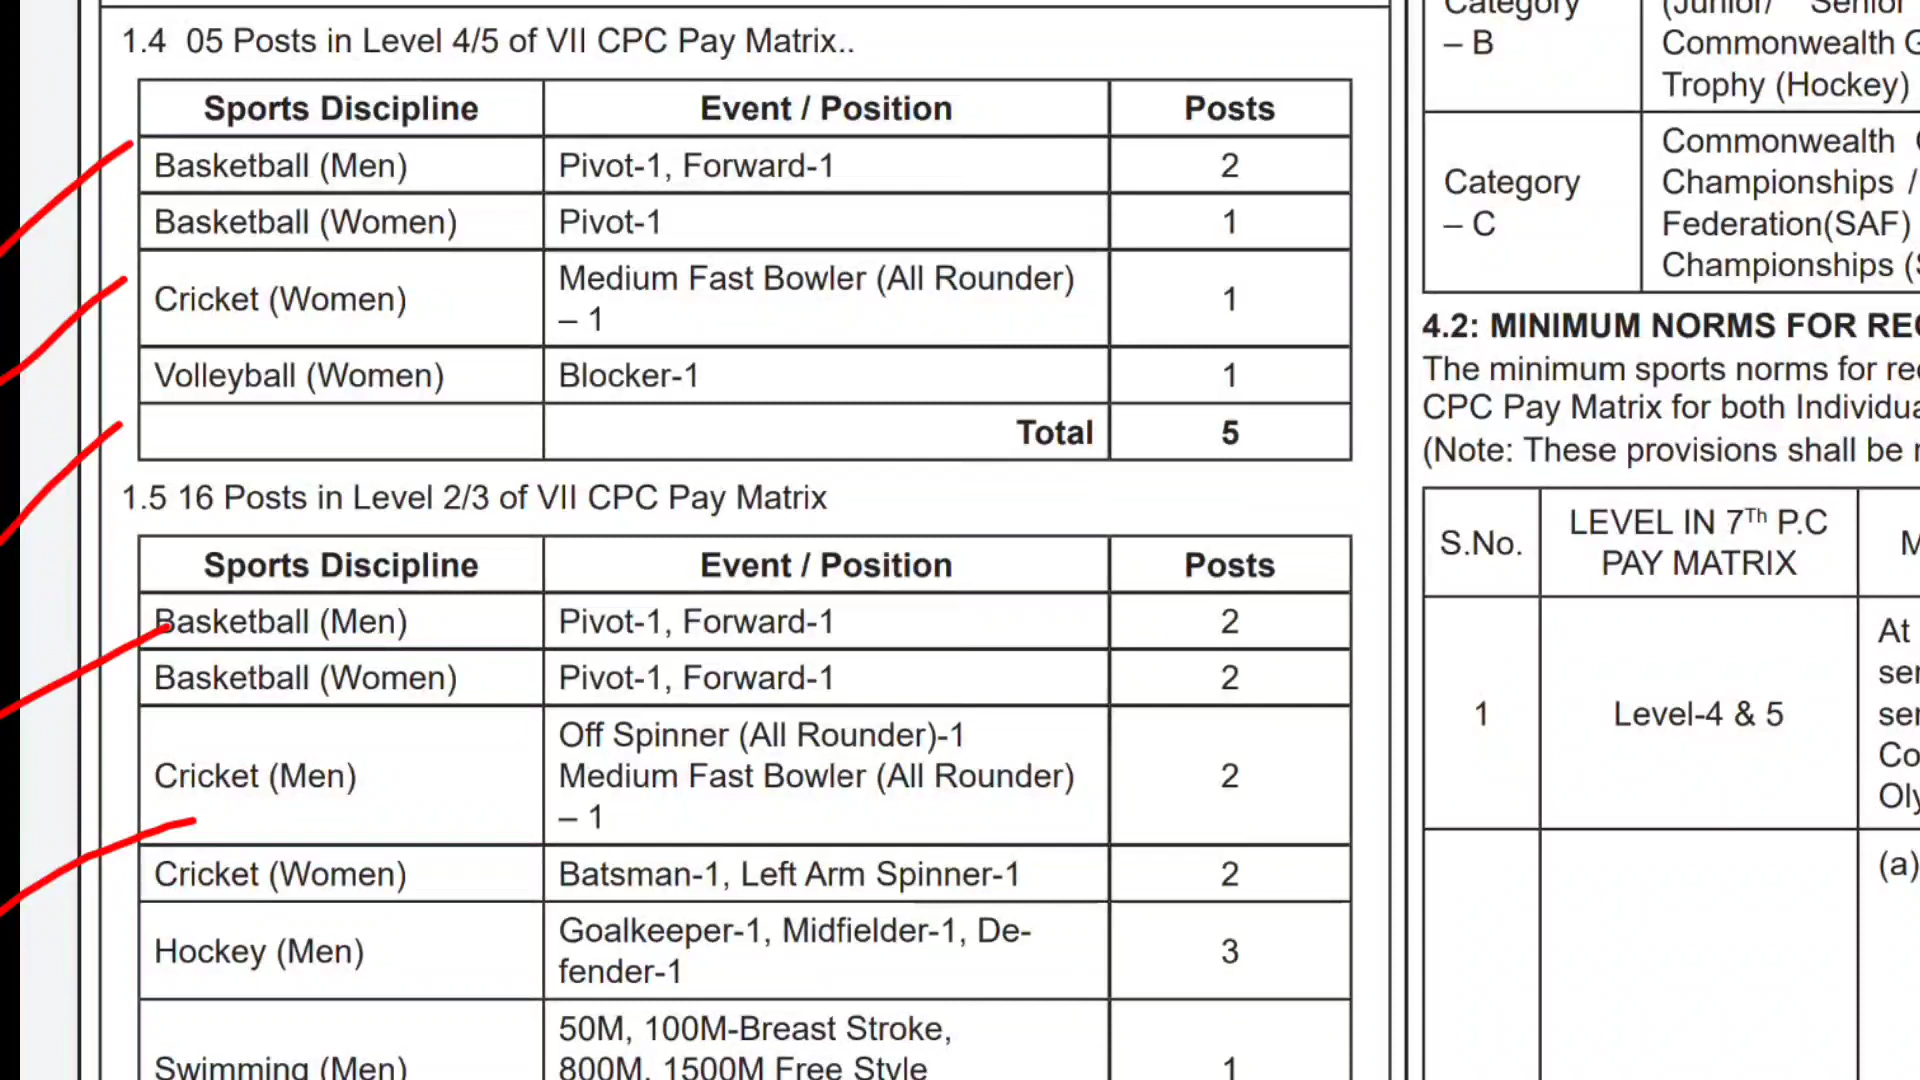 1.4 05 Posts in Level 4/5 of VII CPC Pay Matrix..
Sports Discipline Event / Position Posts
Basketball (Men) Pivot-1, Forward-1 2
Basketball (Women) Pivot-1 1
Cricket (Women) Medium Fast Bowler (All Rounder)
– 1 1
Volleyball (Women) Blocker-1 1
Total 5
1.5 16 Posts in Level 2/3 of VII CPC Pay Matrix
Sports Discipline Event / Position Posts
Basketball (Men) Pivot-1, Forward-1 2
Basketball (Women) Pivot-1, Forward-1 2
Cricket (Men) Off Spinner (All Rounder)-1
Medium Fast Bowler (All Rounder)
– 1 2
Cricket (Women) Batsman-1, Left Arm Spinner-1 2
Hockey (Men) Goalkeeper-1, Midfielder-1, De-
fender-1 3
Swimming (Men) 50M, 100M-Breast Stroke,
800M, 1500M Free Style 1
Category
– B
(Junior/ Senior
Commonwealth
Trophy (Hockey)
Category
– C
Commonwealth
Championships /
Federation(SAF)
Championships
4.2: MINIMUM NORMS FOR
The minimum sports norms for
CPC Pay Matrix for both
(Note: These provisions shall be
S.No. LEVEL IN 7Th P.C
PAY MATRIX
1 Level-4 & 5
At
(a)